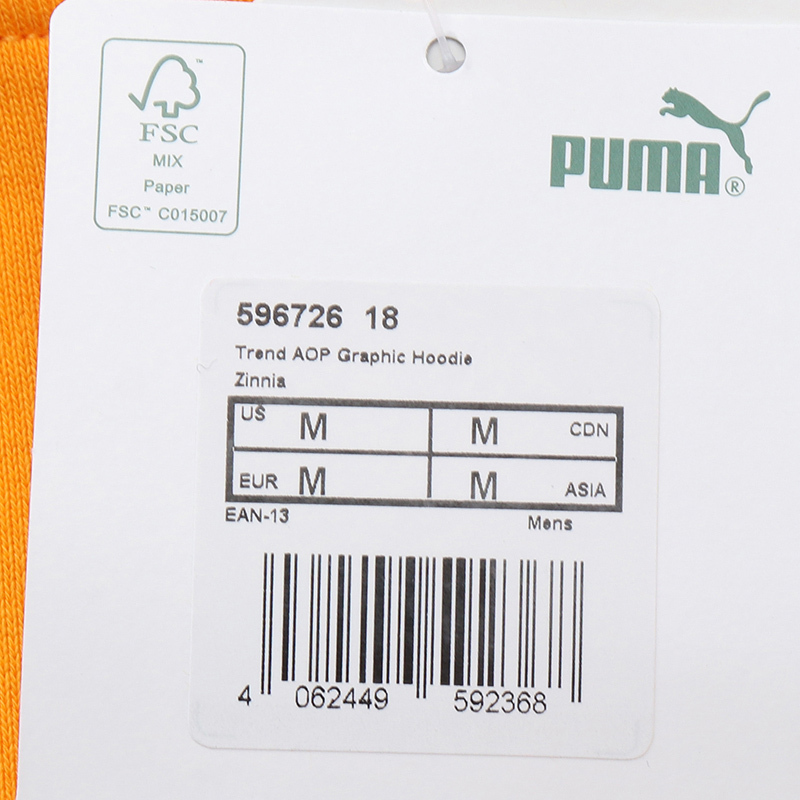 FSC
MIX
Paper
FSC™ C015007
PUMA®
596726 18
Trend AOP Graphic Hoodie
Zinnia
US M M CDN
EUR M M ASIA
EAN-13 Mens
4 062449 592368